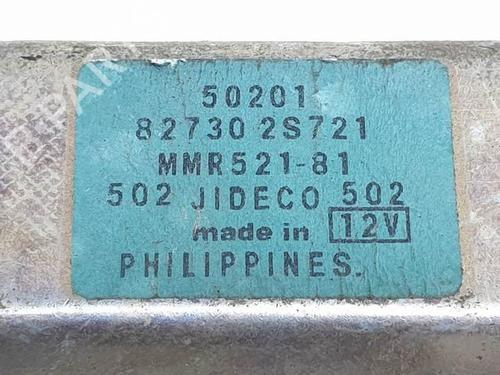 50201
82730 2S721
MMR521-81
502 JIDECO 502
made in 12V
PHILIPPINES.